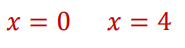 x = 0 x = 4